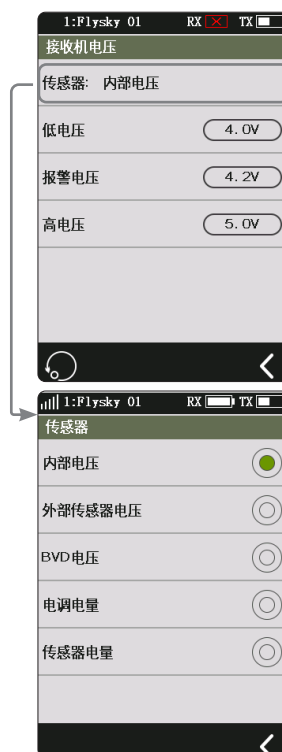 1:Flysky 01 RX TX
接收机电压
传感器: 内部电压
低电压 4.0V
报警电压 4.2V
高电压 5.0V
1:Flysky 01 RX TX
传感器
内部电压
外部传感器电压
BVD电压
电调电量
传感器电量